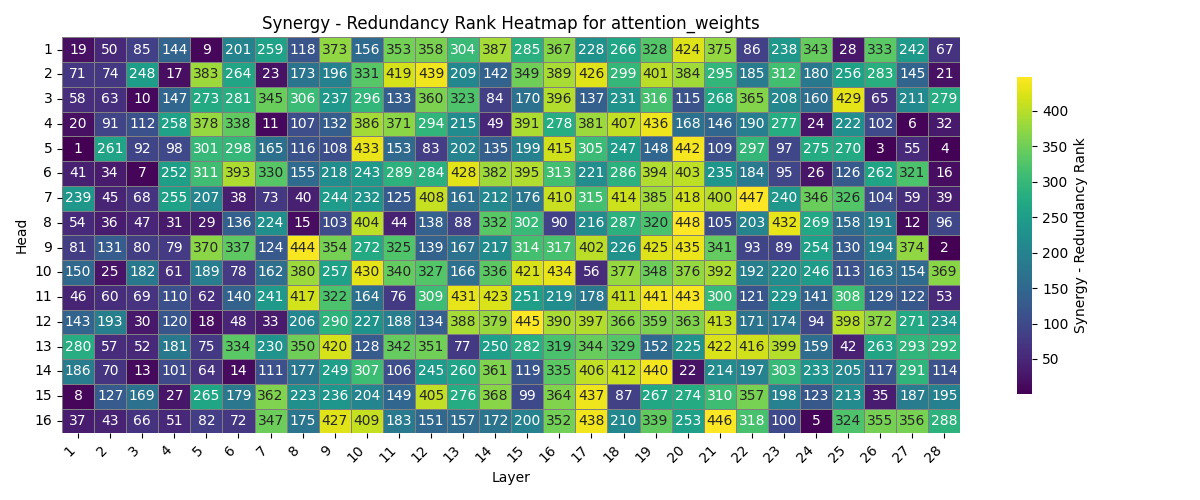 Synergy - Redundancy Rank Heatmap for attention_weights
1 19 50 85 144 9 201 259 118 373 156 353 358 304 387 285 367 228 266 328 424 375 86 238 343 28 333 242 67
2 71 74 248 17 383 264 23 173 196 331 419 439 209 142 349 389 426 299 401 384 295 185 312 180 256 283 145 21
3 58 63 10 147 273 281 345 306 237 296 133 360 323 84 170 396 137 231 316 115 268 365 208 160 429 65 211 279
4 20 91 112 258 378 338 11 107 132 386 371 294 215 49 391 278 381 407 436 168 146 190 277 24 222 102 6 32
5 1 261 92 98 301 298 165 116 108 433 153 83 202 135 199 415 305 247 148 442 109 297 97 275 270 3 55 4
6 41 34 7 252 311 393 330 155 218 243 289 284 428 382 395 313 221 286 394 403 235 184 95 26 126 262 321 16
7 239 45 68 255 207 38 73 40 244 232 125 408 161 212 176 410 315 414 385 418 400 447 240 346 326 104 59 39
8 54 36 47 31 29 136 224 15 103 404 44 138 88 332 302 90 216 287 320 448 105 203 432 269 158 191 12 96
9 81 131 80 79 370 337 124 444 354 272 325 139 167 217 314 317 402 226 425 435 341 93 89 254 130 194 374 2
10 150 25 182 61 189 78 162 380 257 430 340 327 166 336 421 434 56 377 348 376 392 192 220 246 113 163 154 369
11 46 60 69 110 62 140 241 417 322 164 76 309 431 423 251 219 178 411 441 443 300 121 229 141 308 129 122 53
12 143 193 30 120 18 48 33 206 290 227 188 134 388 379 445 390 397 366 359 363 413 171 174 94 398 372 271 234
13 280 57 52 181 75 334 230 350 420 128 342 351 77 250 282 319 344 329 152 225 422 416 399 159 42 263 293 292
14 186 70 13 101 64 14 111 177 249 307 106 245 260 361 119 335 406 412 440 22 214 197 303 233 205 117 291 114
15 8 127 169 27 265 179 362 223 236 204 149 405 276 368 99 364 437 87 267 274 310 357 198 123 213 35 187 195
16 37 43 66 51 82 72 347 175 427 409 183 151 157 172 200 352 438 210 339 253 446 318 100 5 324 355 356 288
1 2 3 4 5 6 7 8 9 10 11 12 13 14 15 16 17 18 19 20 21 22 23 24 25 26 27 28
Layer
Head
400
350
300
250
200
150
100
50
Synergy - Redundancy Rank